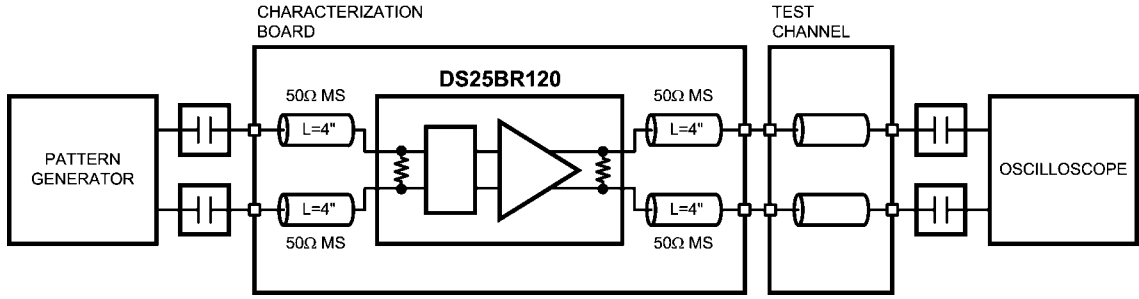 CHARACTERIZATION
BOARD
TEST
CHANNEL
DS25BR120
50Ω MS
50Ω MS
L=4"
L=4"
PATTERN
GENERATOR
OSCILLOSCOPE
L=4"
L=4"
50Ω MS
50Ω MS